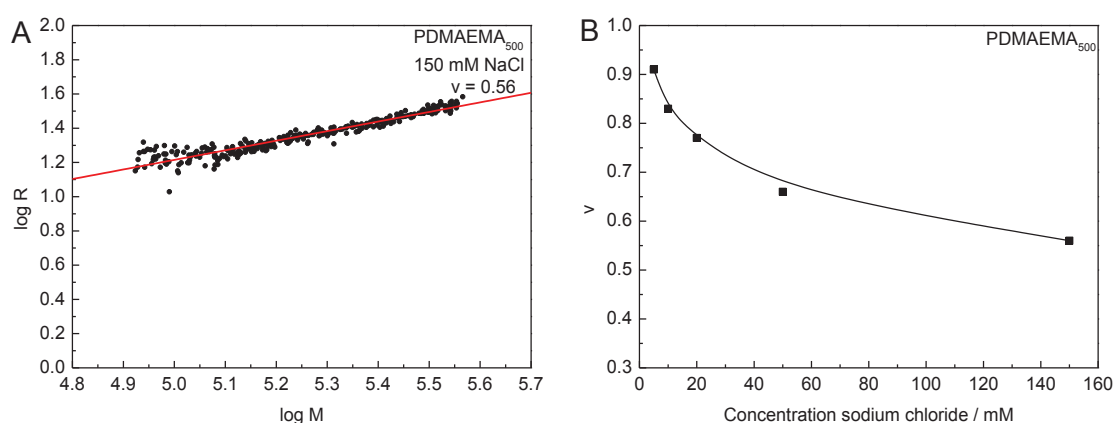 A
PDMAEMA500
150 mM NaCl
v = 0.56
2.0
1.8
1.6
1.4
1.2
1.0
0.8
0.6
0.4
0.2
0.0
log R
4.8 4.9 5.0 5.1 5.2 5.3 5.4 5.5 5.6 5.7
log M
B
PDMAEMA500
1.0
0.9
0.8
0.7
0.6
0.5
0.4
0.3
v
0 20 40 60 80 100 120 140 160
Concentration sodium chloride / mM